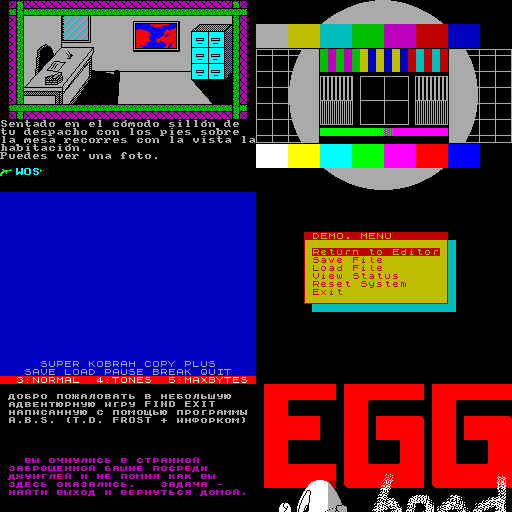 Sentado en el cómodo sillón de
tu despacho con los pies sobre
la mesa recorres con la vista la
habitación.
Puedes ver una foto.
WOS
DEMO. MENU
Return to Editor
Save File
Load File
View Status
Reset System
Exit
SUPER KOBRAH COPY PLUS
SAVE LOAD PAUSE BREAK QUIT
3:NORMAL 4:TONES 5:MAXBYTES
ДОБРО ПОЖАЛОВАТЬ В НЕБОЛЬШУЮ
АДВЕНТЮРНУЮ ИГРУ FIND EXIT
НАПИСАННУЮ С ПОМОЩЬЮ ПРОГРАММЫ
A.B.S. (T.D. FROST + ИНФОРКОМ)
ВЫ ОЧНУЛИСЬ В СТРАННОЙ
ЗАБРОШЕННОЙ БАШНЕ ПОСРЕДИ
ДЖУНГЛЕЙ И НЕ ПОМНЯ КАК ВЫ
ЗДЕСЬ ОКАЗАЛИСЬ. ЗАДАЧА -
НАЙТИ ВЫХОД И ВЕРНУТЬСЯ ДОМОЙ.
EGG
head